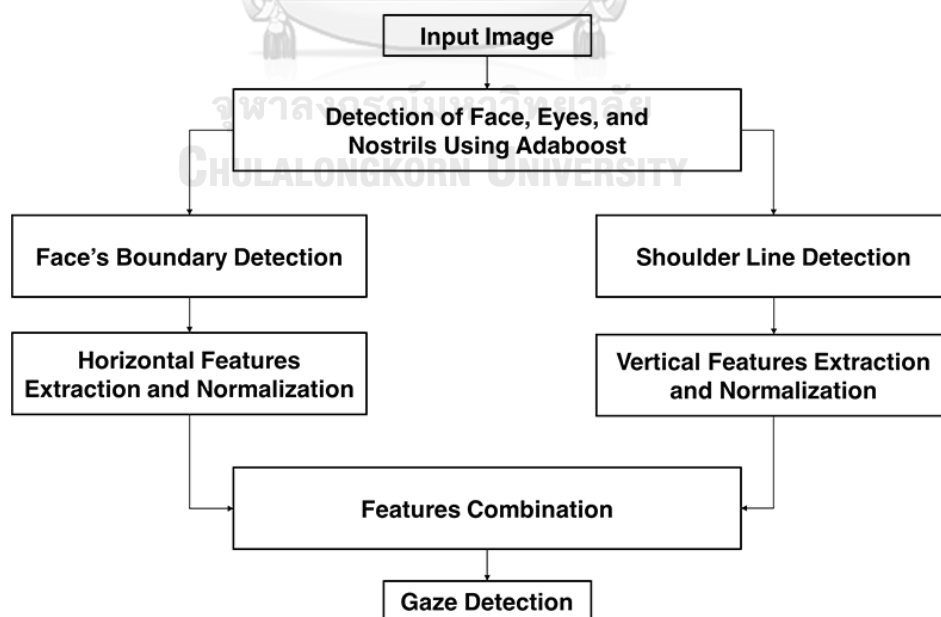 Input Image
จุฬาลงกรณ์มหาวิทยาลัย
Detection of Face, Eyes, and
Nostrils Using Adaboost
CHULALONGKORN UNIVERSITY
Face's Boundary Detection
Shoulder Line Detection
Horizontal Features
Extraction and Normalization
Vertical Features Extraction
and Normalization
Features Combination
Gaze Detection